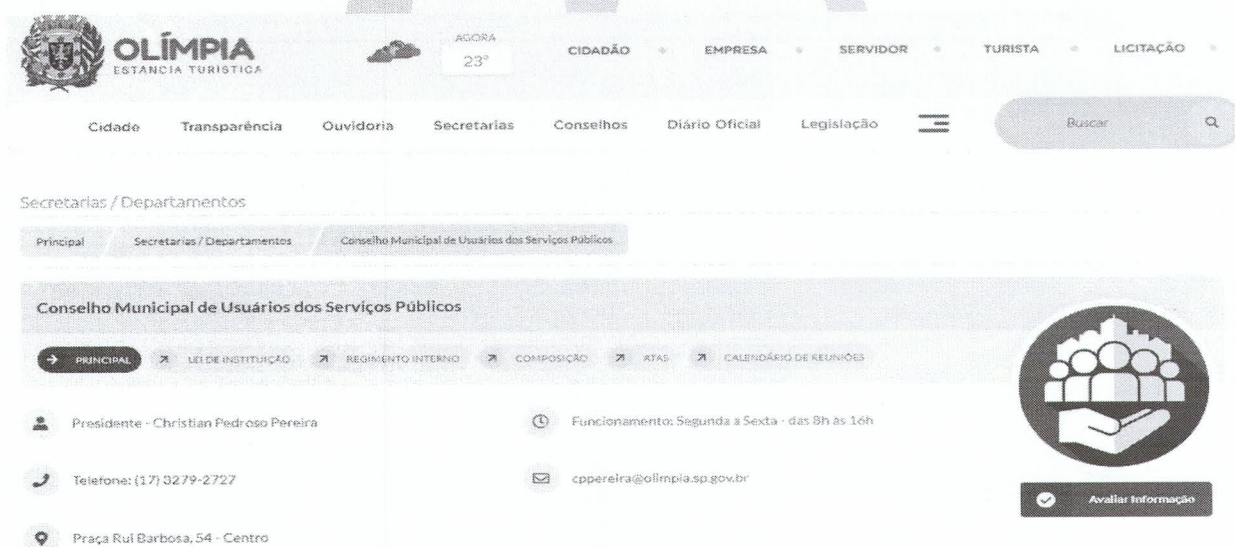 OLÍMPIA
ESTANCIA TURISTICA
AGORA
23°
CIDADÃO
EMPRESA
SERVIDOR
TURISTA
LICITAÇÃO
Cidade
Transparência
Ouvidoria
Secretarias
Conselhos
Diário Oficial
Legislação
Buscar
Secretarias / Departamentos
Principal
Secretarias / Departamentos
Conselho Municipal de Usuários dos Serviços Públicos
Conselho Municipal de Usuários dos Serviços Públicos
PRINCIPAL
LEI DE INSTITUIÇÃO
REGIMENTO INTERNO
COMPOSIÇÃO
ATAS
CALENDÁRIO DE REUNIÕES
Presidente - Christian Pedroso Pereira
Funcionamento: Segunda a Sexta - das 8h às 16h
Telefone: (17) 3279-2727
cppereira@olimpia.sp.gov.br
Avaliar Informação
Praça Rui Barbosa, 54 - Centro